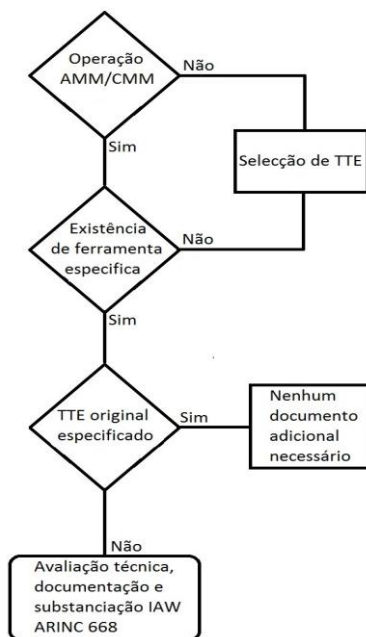 Operação
AMM/CMM
Não
Sim
Selecção de TTE
Existência
de ferramenta
especifica
Não
Sim
TTE original
especificado
Sim
Nenhum
documento
adicional
necessário
Não
Avaliação técnica,
documentação e
substanciação IAW
ARINC 668